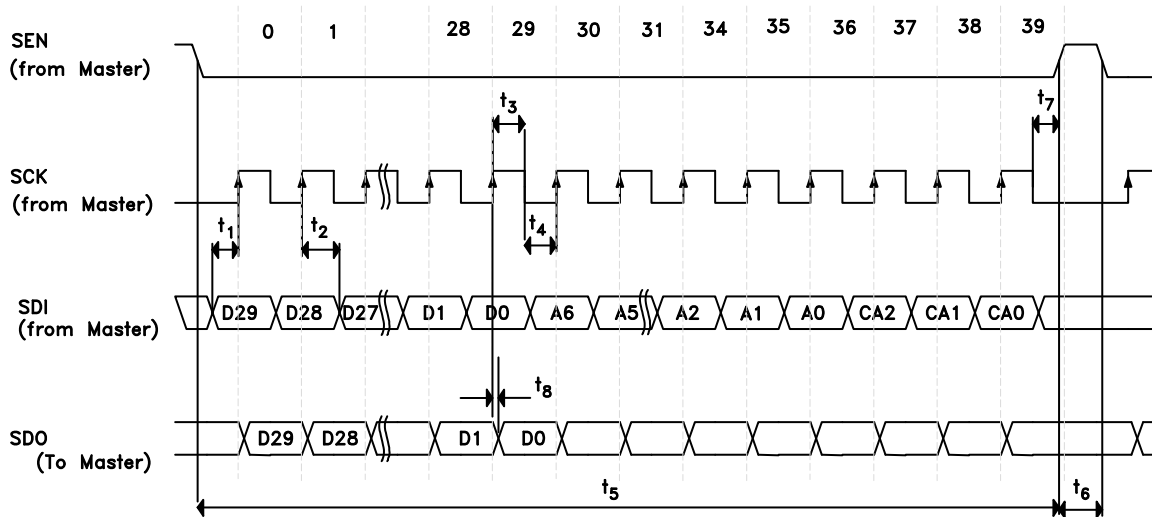 0 1 28 29 30 31 34 35 36 37 38 39
SEN
(from Master)
t3 t7
SCK
(from Master)
t1 t2 t4
SDI
(from Master)
D29 D28 D27 D1 D0 A6 A5 A2 A1 A0 CA2 CA1 CA0
t8
SDO
(To Master)
D29 D28 D1 D0
t5 t6